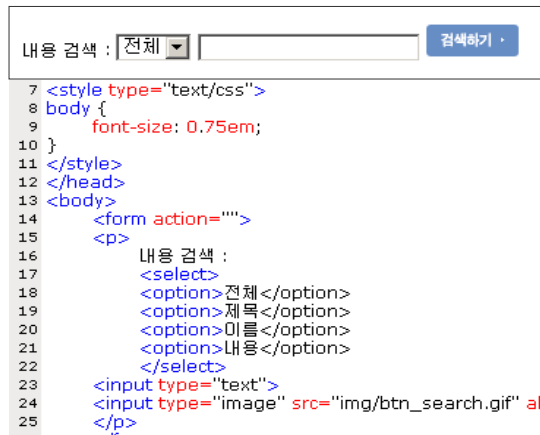 내용 검색 : 전체 검색하기
7 <style type="text/css">
8 body {
9 font-size: 0.75em;
10 }
11 </style>
12 </head>
13 <body>
14 <form action="">
15 <p>
16 내용 검색 :
17 <select>
18 <option>전체</option>
19 <option>제목</option>
20 <option>이름</option>
21 <option>내용</option>
22 </select>
23 <input type="text">
24 <input type="image" src="img/btn_search.gif" al
25 </p>